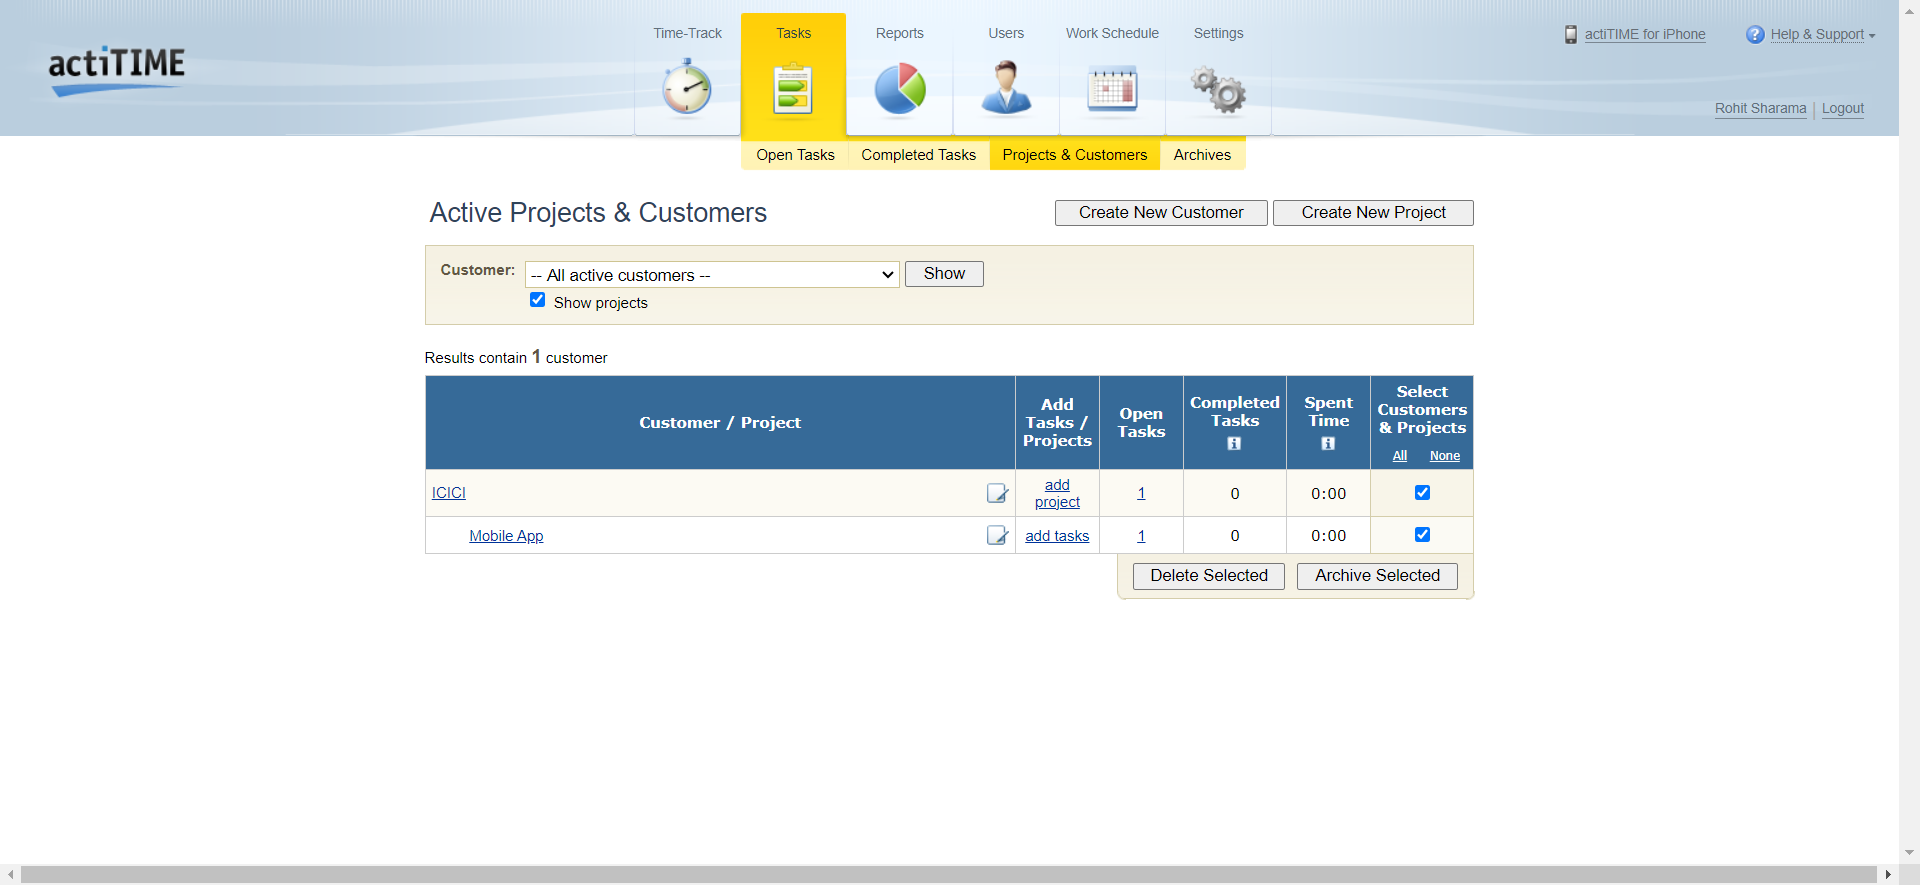 actiTIME
Time-Track
Tasks
Reports
Users
Work Schedule
Settings
actiTIME for iPhone
? Help & Support
Rohit Sharama | Logout
Open Tasks
Completed Tasks
Projects & Customers
Archives
Active Projects & Customers
Create New Customer
Create New Project
Customer:
-- All active customers --
Show
Show projects
Results contain 1 customer
Customer / Project
Add
Tasks /
Projects
Open
Tasks
Completed
Tasks
i
Spent
Time
i
Select
Customers
& Projects
All None
ICICI
add
project
1
0
0:00
Mobile App
add tasks
1
0
0:00
Delete Selected
Archive Selected